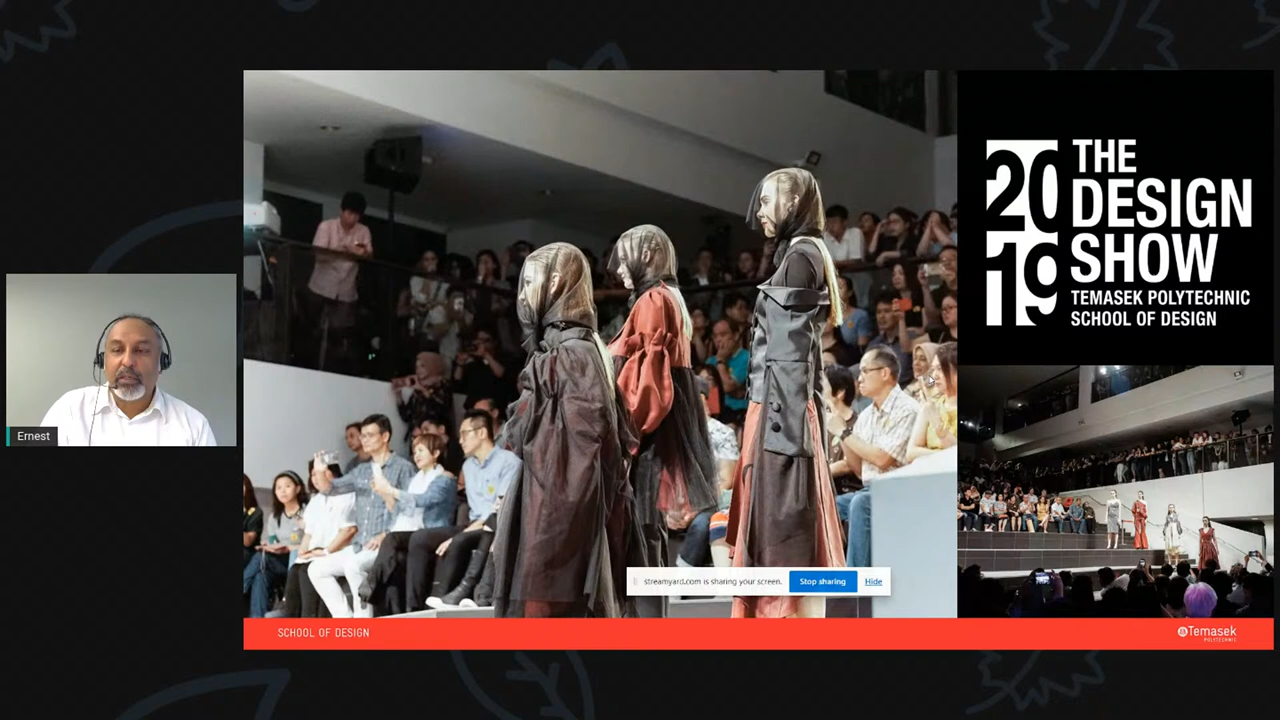 20
19
THE
DESIGN
SHOW
TEMASEK POLYTECHNIC
SCHOOL OF DESIGN
Ernest
streamyard.com is sharing your screen. Stop sharing Hide
SCHOOL OF DESIGN
Temasek
POLYTECHNIC